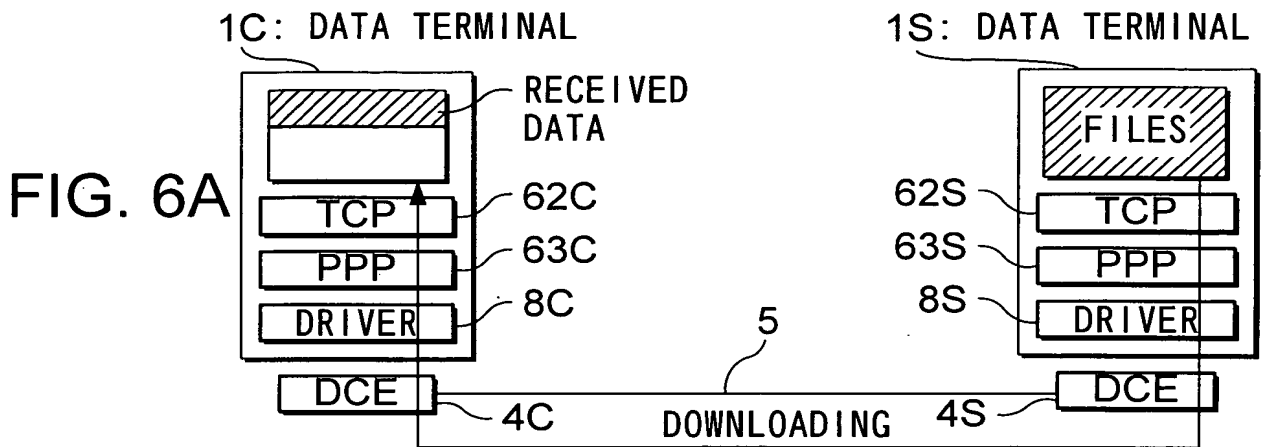 1C: DATA TERMINAL
1S: DATA TERMINAL
RECEIVED
DATA
FILES
FIG. 6A
TCP
62C
62S
TCP
PPP
63C
63S
PPP
DRIVER
8C
8S
DRIVER
5
DCE
4C
DOWNLOADING
4S
DCE